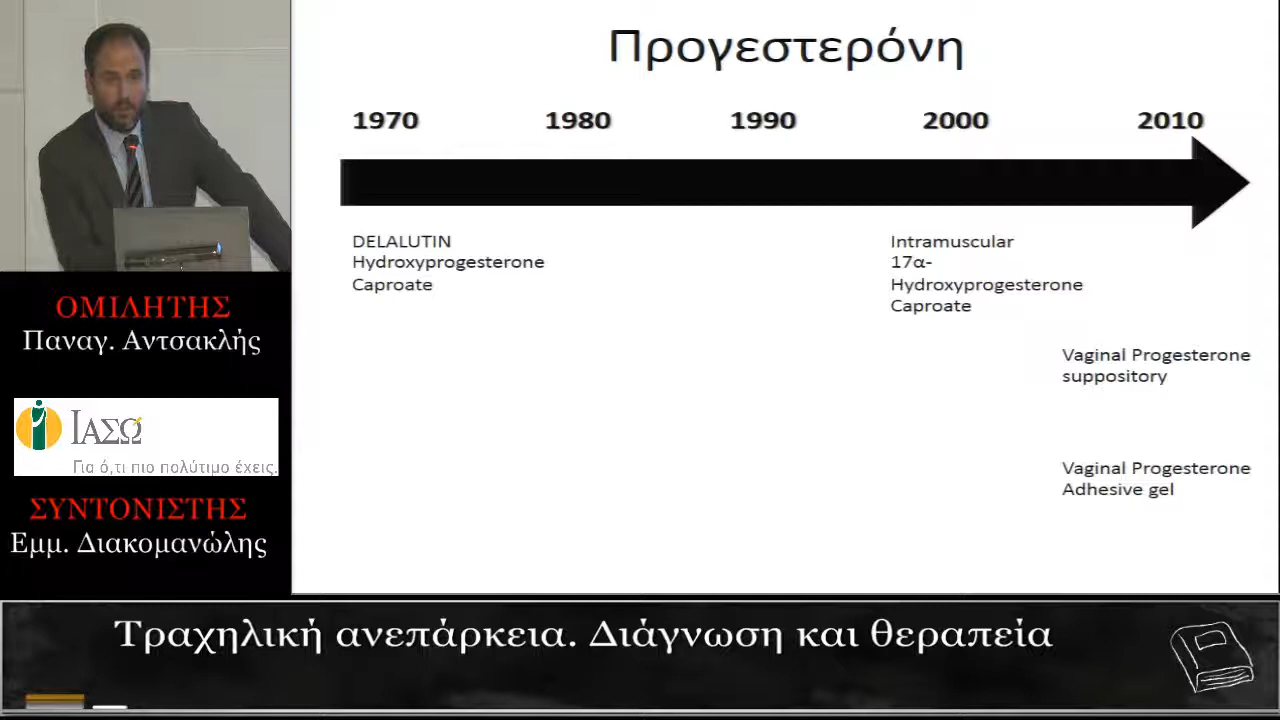 Προγεστερόνη
1970 1980 1990 2000 2010
DELALUTIN
Hydroxyprogesterone
Caproate
Intramuscular
17α-
Hydroxyprogesterone
Caproate
Vaginal Progesterone
suppository
Vaginal Progesterone
Adhesive gel
ΟΜΙΛΗΤΗΣ
Παναγ. Αντσακλής
ΙΑΣΩ
Για ό,τι πιο πολύτιμο έχεις.
ΣΥΝΤΟΝΙΣΤΗΣ
Εμμ. Διακομανώλης
Τραχηλική ανεπάρκεια. Διάγνωση και θεραπεία